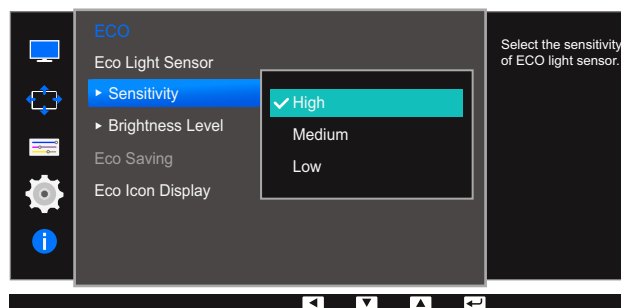 ECO
Eco Light Sensor
► Sensitivity
► Brightness Level
Eco Saving
Eco Icon Display
✓ High
Medium
Low
Select the sensitivity
of ECO light sensor.